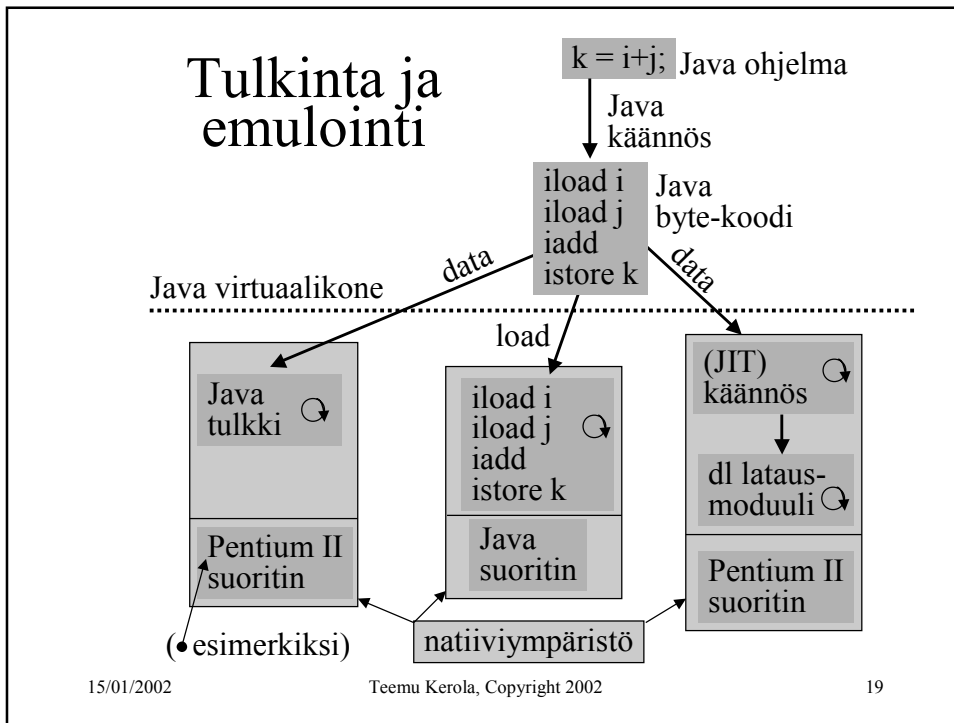 Tulkinta ja
emulointi
k = i+j;
Java ohjelma
Java
käännös
iload i
iload j
iadd
istore k
Java
byte-koodi
data
data
Java virtuaalikone
load
Java
tulkki
Pentium II
suoritin
iload i
iload j
iadd
istore k
Java
suoritin
(JIT)
käännös
dl lataus-
moduuli
Pentium II
suoritin
(• esimerkiksi)
natiiviympäristö
15/01/2002
Teemu Kerola, Copyright 2002
19